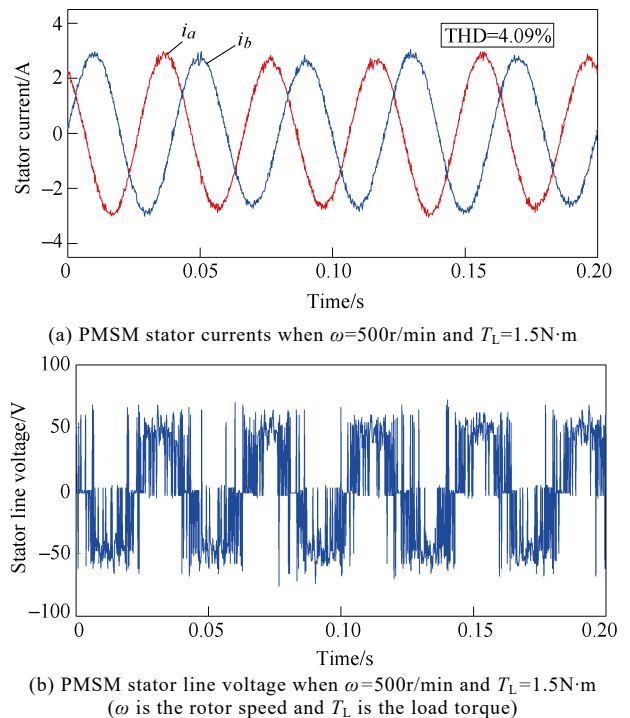 4
2
0
−2
−4
Stator current/A
i_a
i_b
THD=4.09%
0
0.05
0.10
0.15
0.20
Time/s
(a) PMSM stator currents when ω=500r/min and T_L=1.5N·m
100
50
0
−50
−100
Stator line voltage/V
0
0.05
0.10
0.15
0.20
Time/s
(b) PMSM stator line voltage when ω=500r/min and T_L=1.5N·m
(ω is the rotor speed and T_L is the load torque)